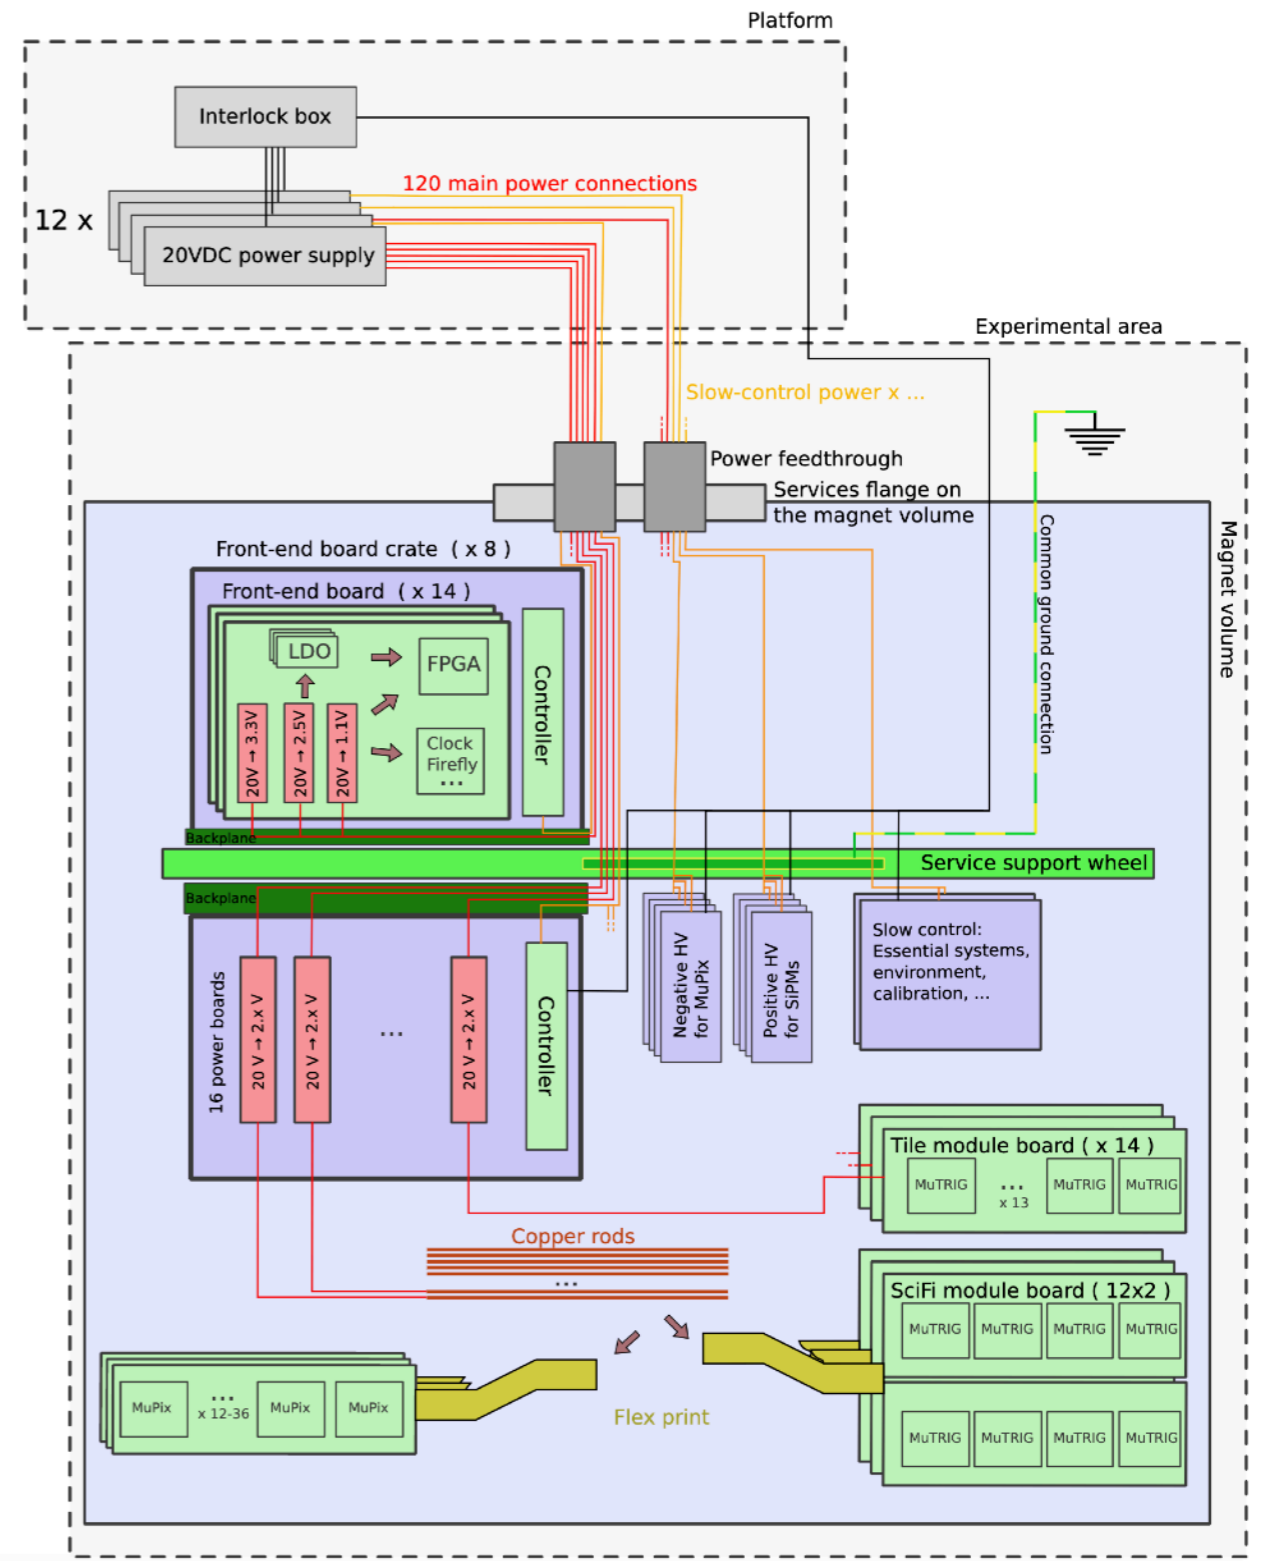 Platform
Interlock box
120 main power connections
12 x
20VDC power supply
Experimental area
Slow-control power x ...
Power feedthrough
Services flange on
the magnet volume
Magnet volume
Common ground connection
Front-end board crate ( x 8 )
Front-end board ( x 14 )
LDO
FPGA
Controller
20V → 3.3V
20V → 2.5V
20V → 1.1V
Clock
Firefly
...
Backplane
Service support wheel
Backplane
16 power boards
20 V → 2.x V
20 V → 2.x V
...
20 V → 2.x V
Controller
Negative HV
for MuPix
Positive HV
for SiPMs
Slow control:
Essential systems,
environment,
calibration, ...
Tile module board ( x 14 )
MuTRIG
...
x 13
MuTRIG
MuTRIG
Copper rods
...
SciFi module board ( 12x2 )
MuTRIG
MuTRIG
MuTRIG
MuTRIG
MuPix
...
x 12-36
MuPix
MuPix
Flex print
MuTRIG
MuTRIG
MuTRIG
MuTRIG